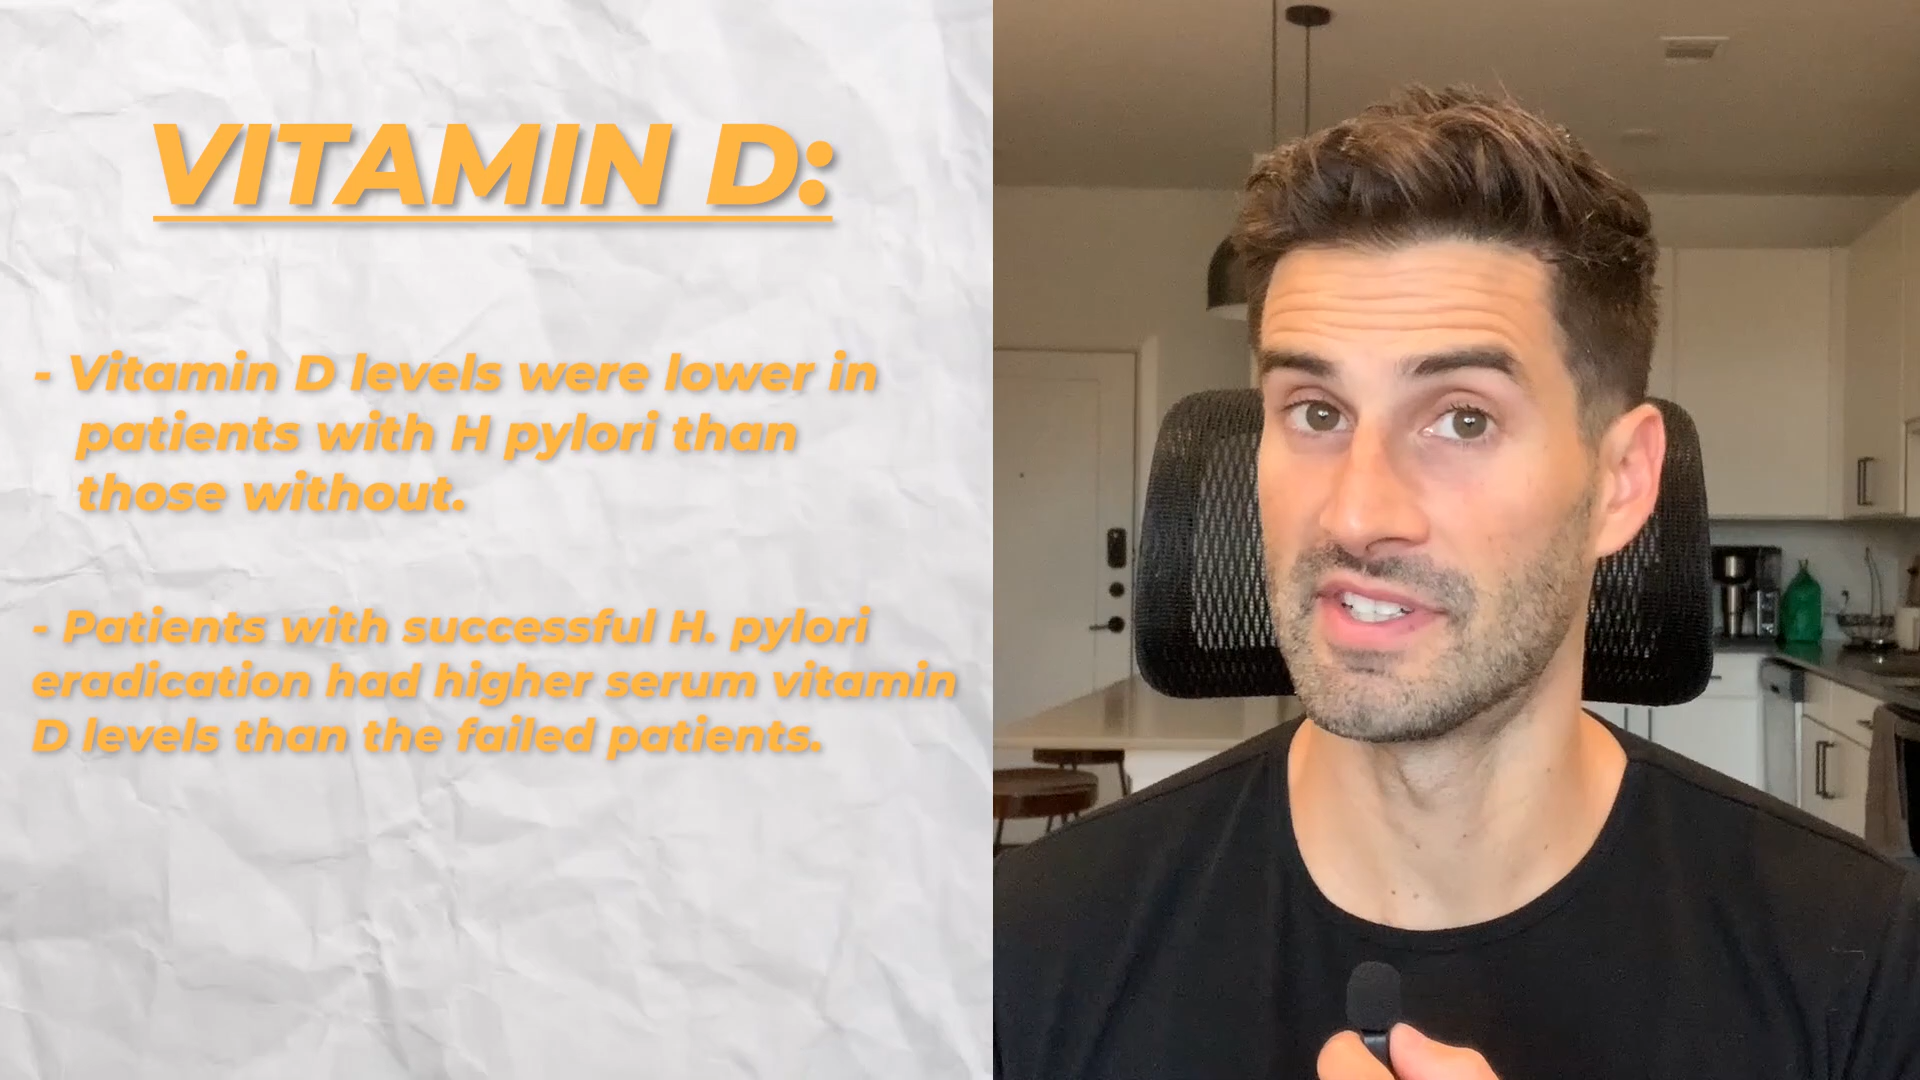 VITAMIN D:
- Vitamin D levels were lower in
patients with H pylori than
those without.
- Patients with successful H. pylori
eradication had higher serum vitamin
D levels than the failed patients.